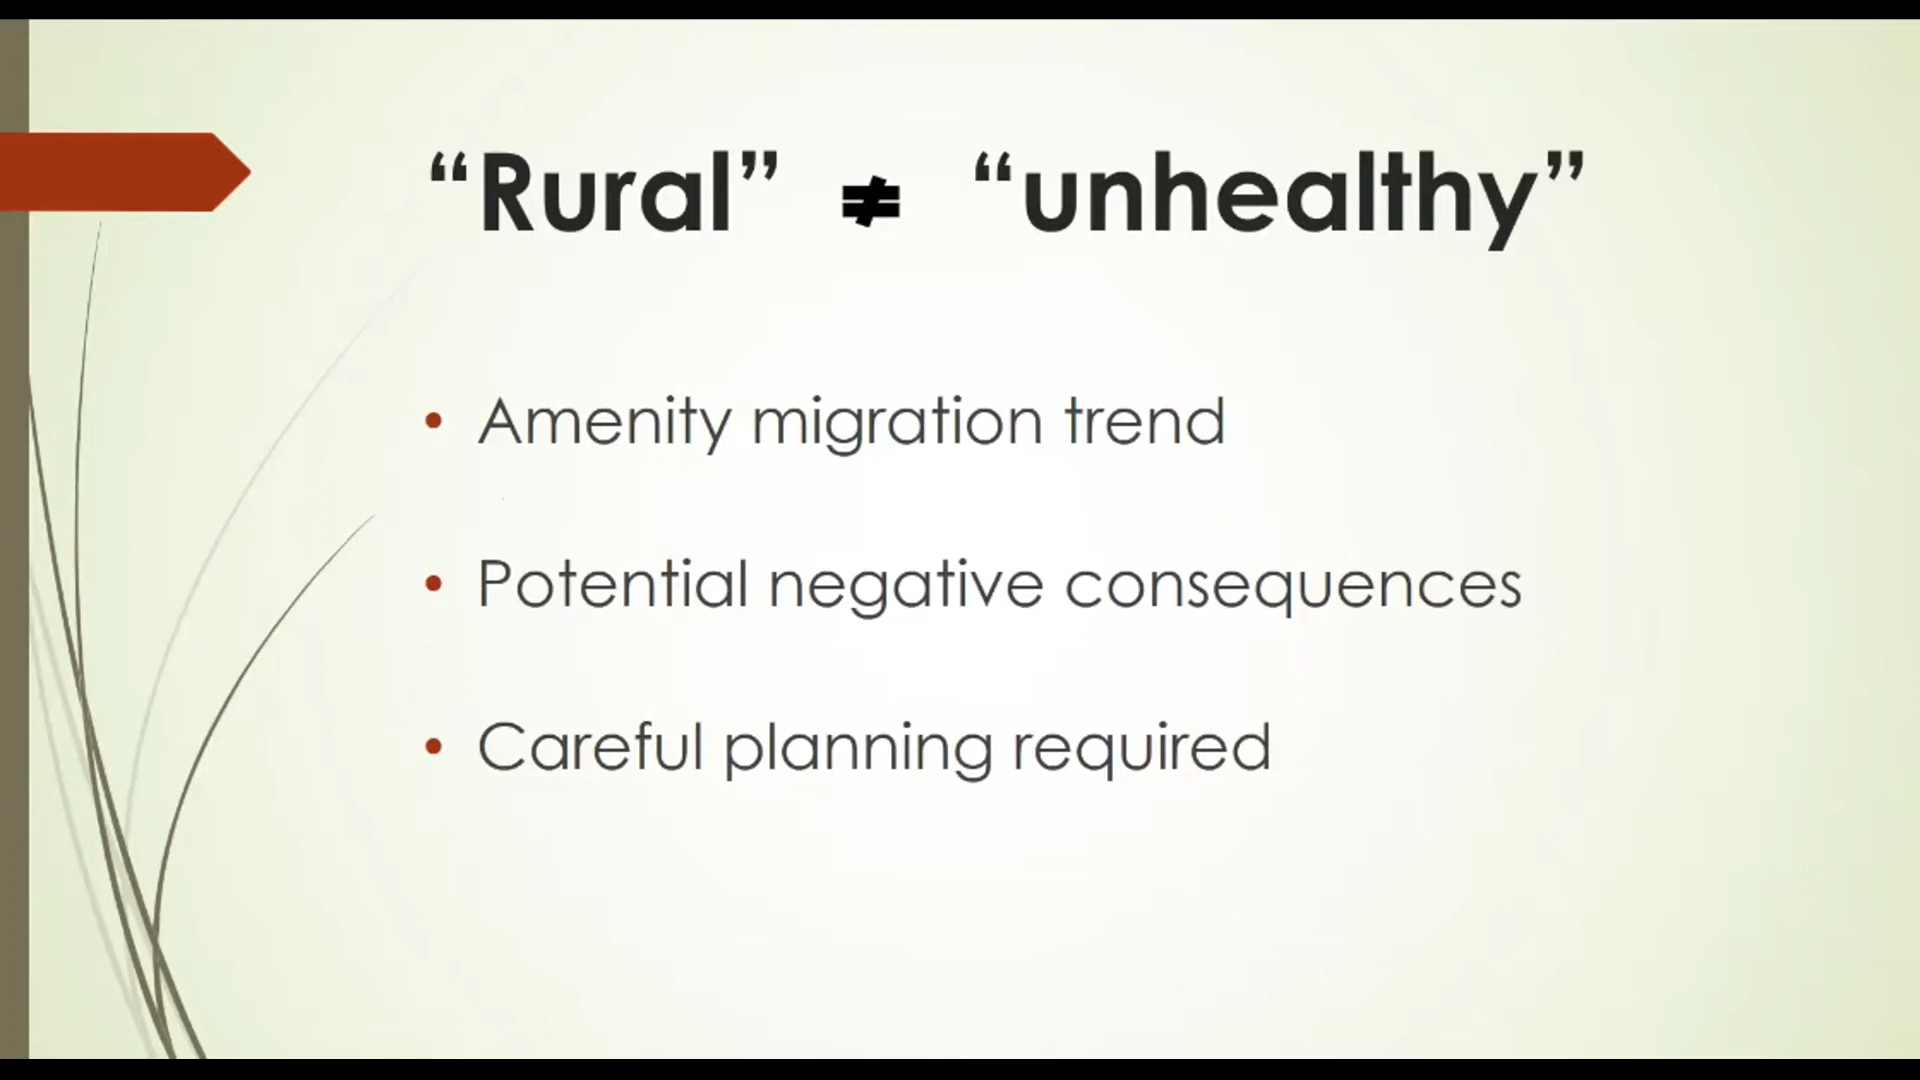 “Rural” ≠ “unhealthy”
• Amenity migration trend
• Potential negative consequences
• Careful planning required